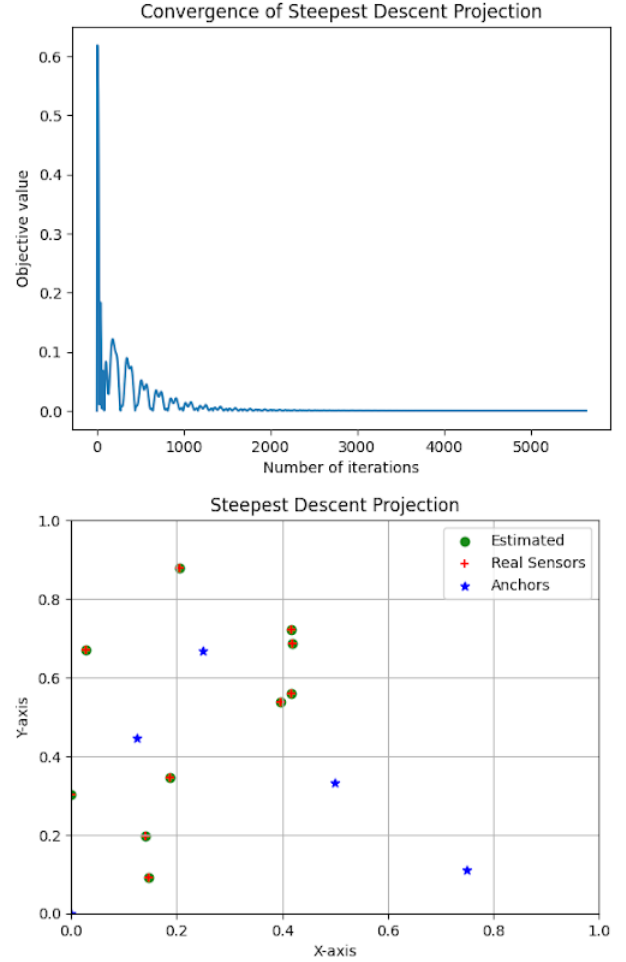 Convergence of Steepest Descent Projection
0.6
0.5
0.4
0.3
0.2
0.1
0.0
Objective value
0 1000 2000 3000 4000 5000
Number of iterations
Steepest Descent Projection
1.0
0.8
0.6
0.4
0.2
0.0
Y-axis
Estimated
Real Sensors
Anchors
0.0 0.2 0.4 0.6 0.8 1.0
X-axis